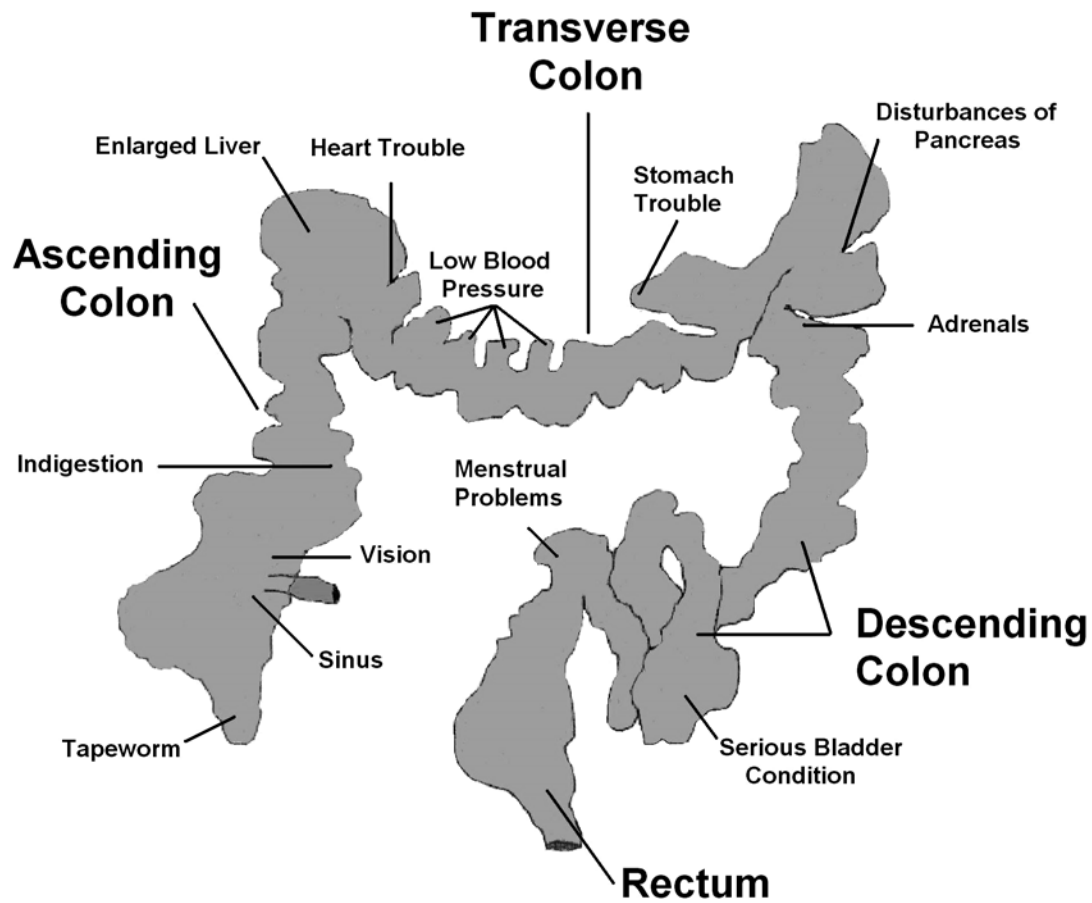 Transverse
Colon
Disturbances of
Pancreas
Enlarged Liver
Heart Trouble
Stomach
Trouble
Ascending
Colon
Low Blood
Pressure
Adrenals
Indigestion
Menstrual
Problems
Vision
Descending
Colon
Sinus
Tapeworm
Serious Bladder
Condition
Rectum